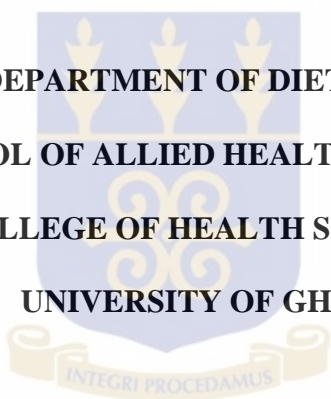 DEPARTMENT OF DIET
OL OF ALLIED HEALT
LLEGE OF HEALTH S
UNIVERSITY OF GH
INTEGRI PROCEDAMUS